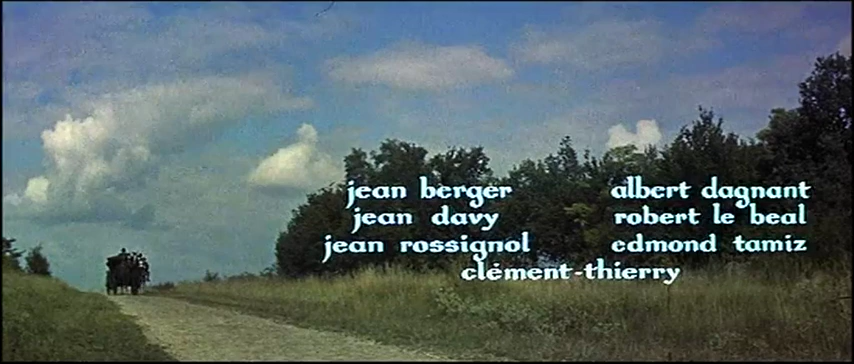 jean berger albert dagnant
jean davy robert le beal
jean rossignol edmond tamiz
clément-thierry